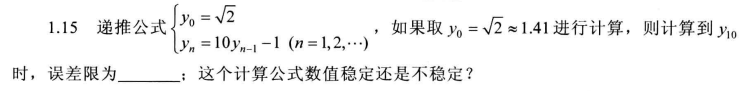 1.15 递推公式 { y₀ = √2 ; yₙ = 10yₙ₋₁ − 1 (n = 1, 2, ⋯) ，如果取 y₀ = √2 ≈ 1.41 进行计算，则计算到 y₁₀
时，误差限为______；这个计算公式数值稳定还是不稳定？